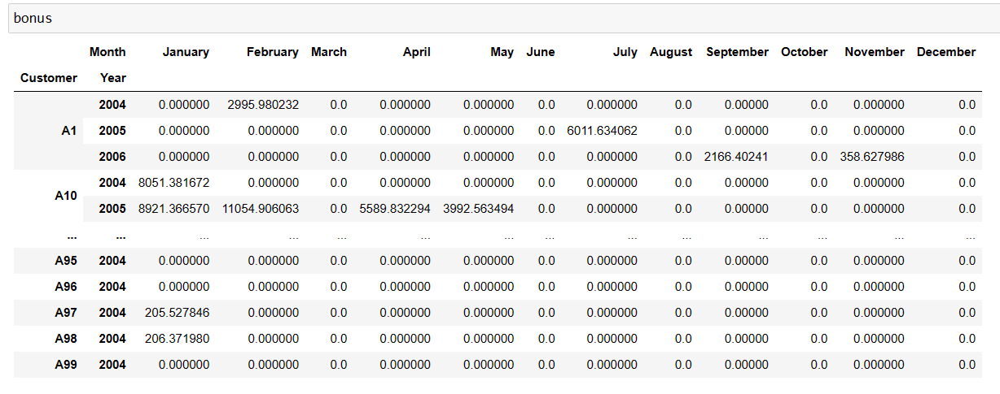 bonus
Month January February March April May June July August September October November December
Customer Year
2004 0.000000 2995.980232 0.0 0.000000 0.000000 0.0 0.000000 0.0 0.00000 0.0 0.000000 0.0
A1 2005 0.000000 0.000000 0.0 0.000000 0.000000 0.0 6011.634062 0.0 0.00000 0.0 0.000000 0.0
2006 0.000000 0.000000 0.0 0.000000 0.000000 0.0 0.000000 0.0 2166.40241 0.0 358.627986 0.0
A10 2004 8051.381672 0.000000 0.0 0.000000 0.000000 0.0 0.000000 0.0 0.00000 0.0 0.000000 0.0
2005 8921.366570 11054.906063 0.0 5589.832294 3992.563494 0.0 0.000000 0.0 0.00000 0.0 0.000000 0.0
... ... ... ... ... ... ... ... ... ... ... ... ... ...
A95 2004 0.000000 0.000000 0.0 0.000000 0.000000 0.0 0.000000 0.0 0.00000 0.0 0.000000 0.0
A96 2004 0.000000 0.000000 0.0 0.000000 0.000000 0.0 0.000000 0.0 0.00000 0.0 0.000000 0.0
A97 2004 205.527846 0.000000 0.0 0.000000 0.000000 0.0 0.000000 0.0 0.00000 0.0 0.000000 0.0
A98 2004 206.371980 0.000000 0.0 0.000000 0.000000 0.0 0.000000 0.0 0.00000 0.0 0.000000 0.0
A99 2004 0.000000 0.000000 0.0 0.000000 0.000000 0.0 0.000000 0.0 0.00000 0.0 0.000000 0.0